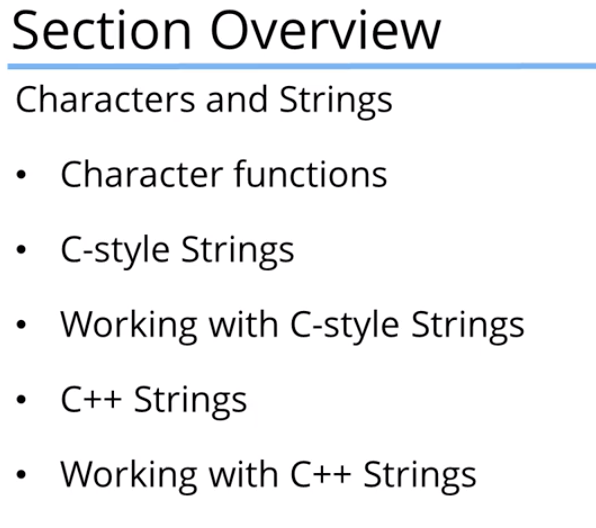 Section Overview
Characters and Strings
• Character functions
• C-style Strings
• Working with C-style Strings
• C++ Strings
• Working with C++ Strings